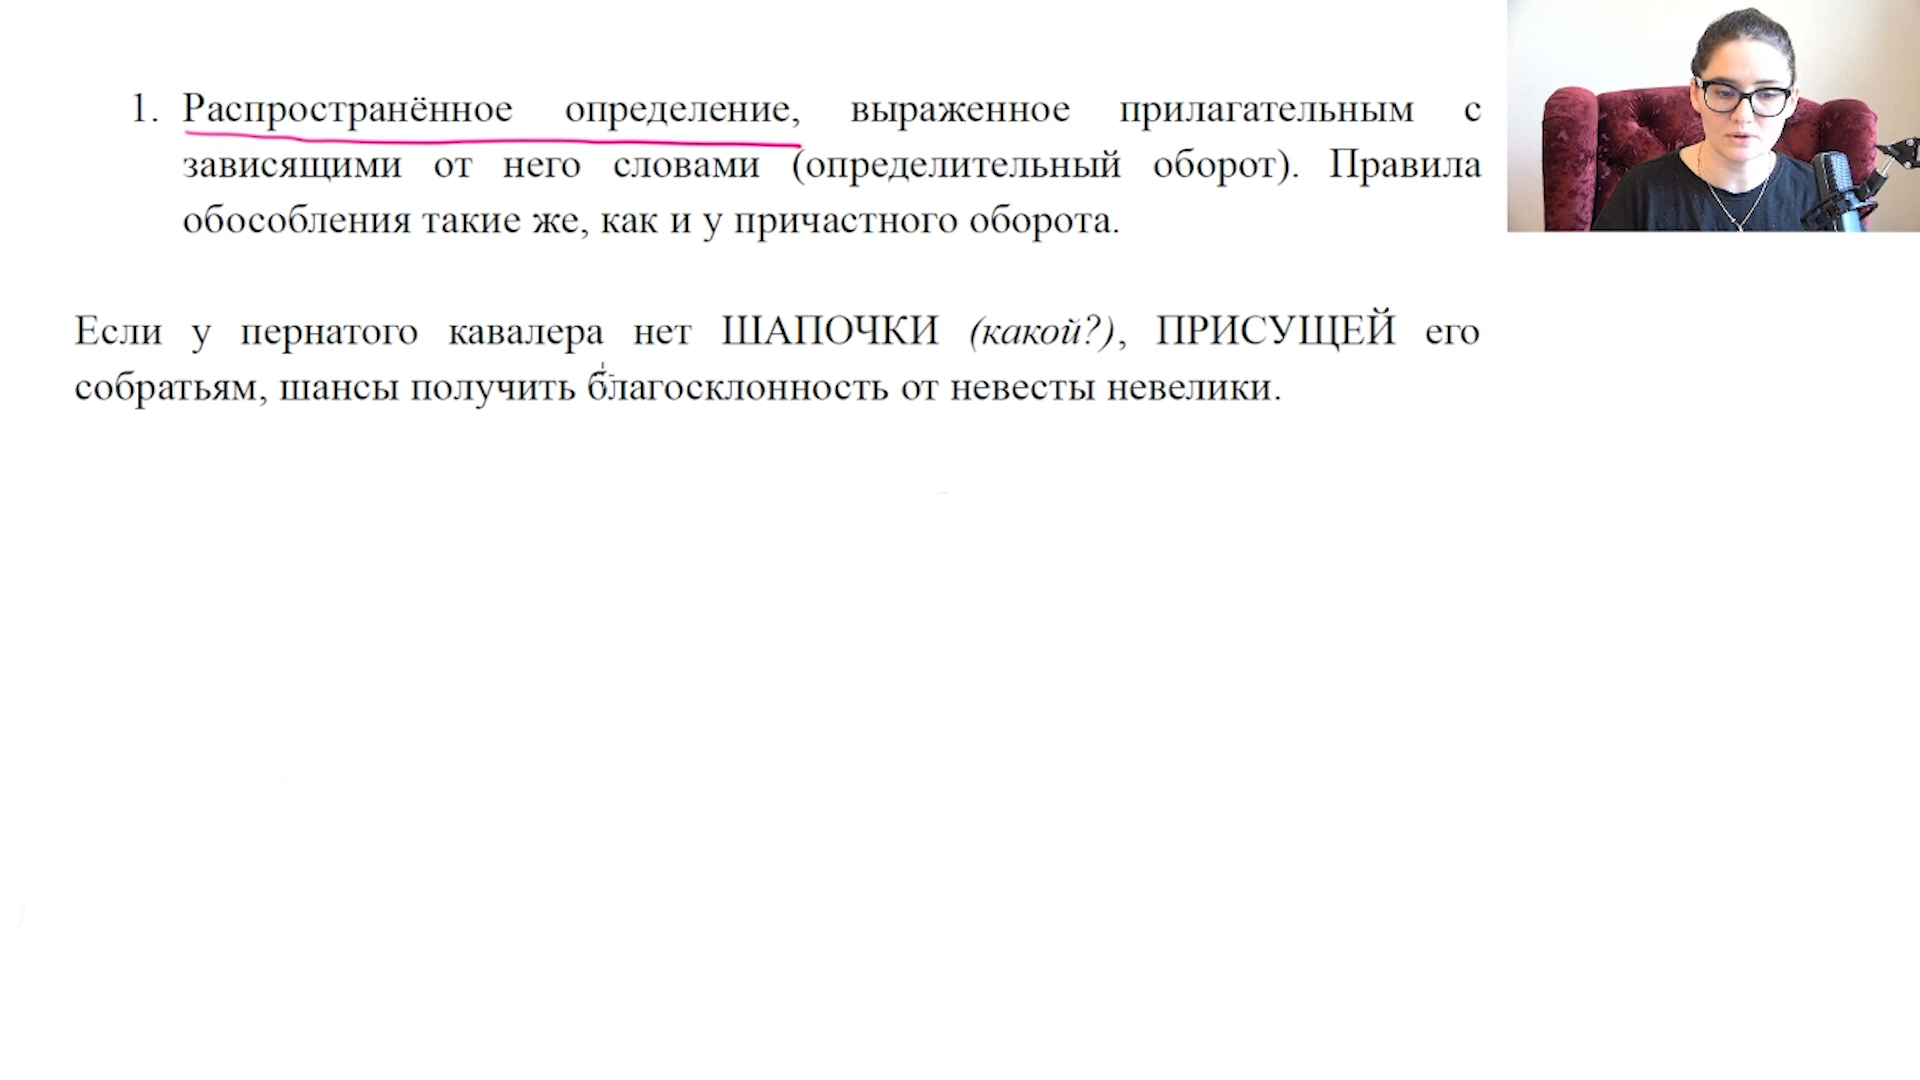 1. Распространённое определение, выраженное прилагательным с
зависящими от него словами (определительный оборот). Правила
обособления такие же, как и у причастного оборота.
Если у пернатого кавалера нет ШАПОЧКИ (какой?), ПРИСУЩЕЙ его
собратьям, шансы получить благосклонность от невесты невелики.